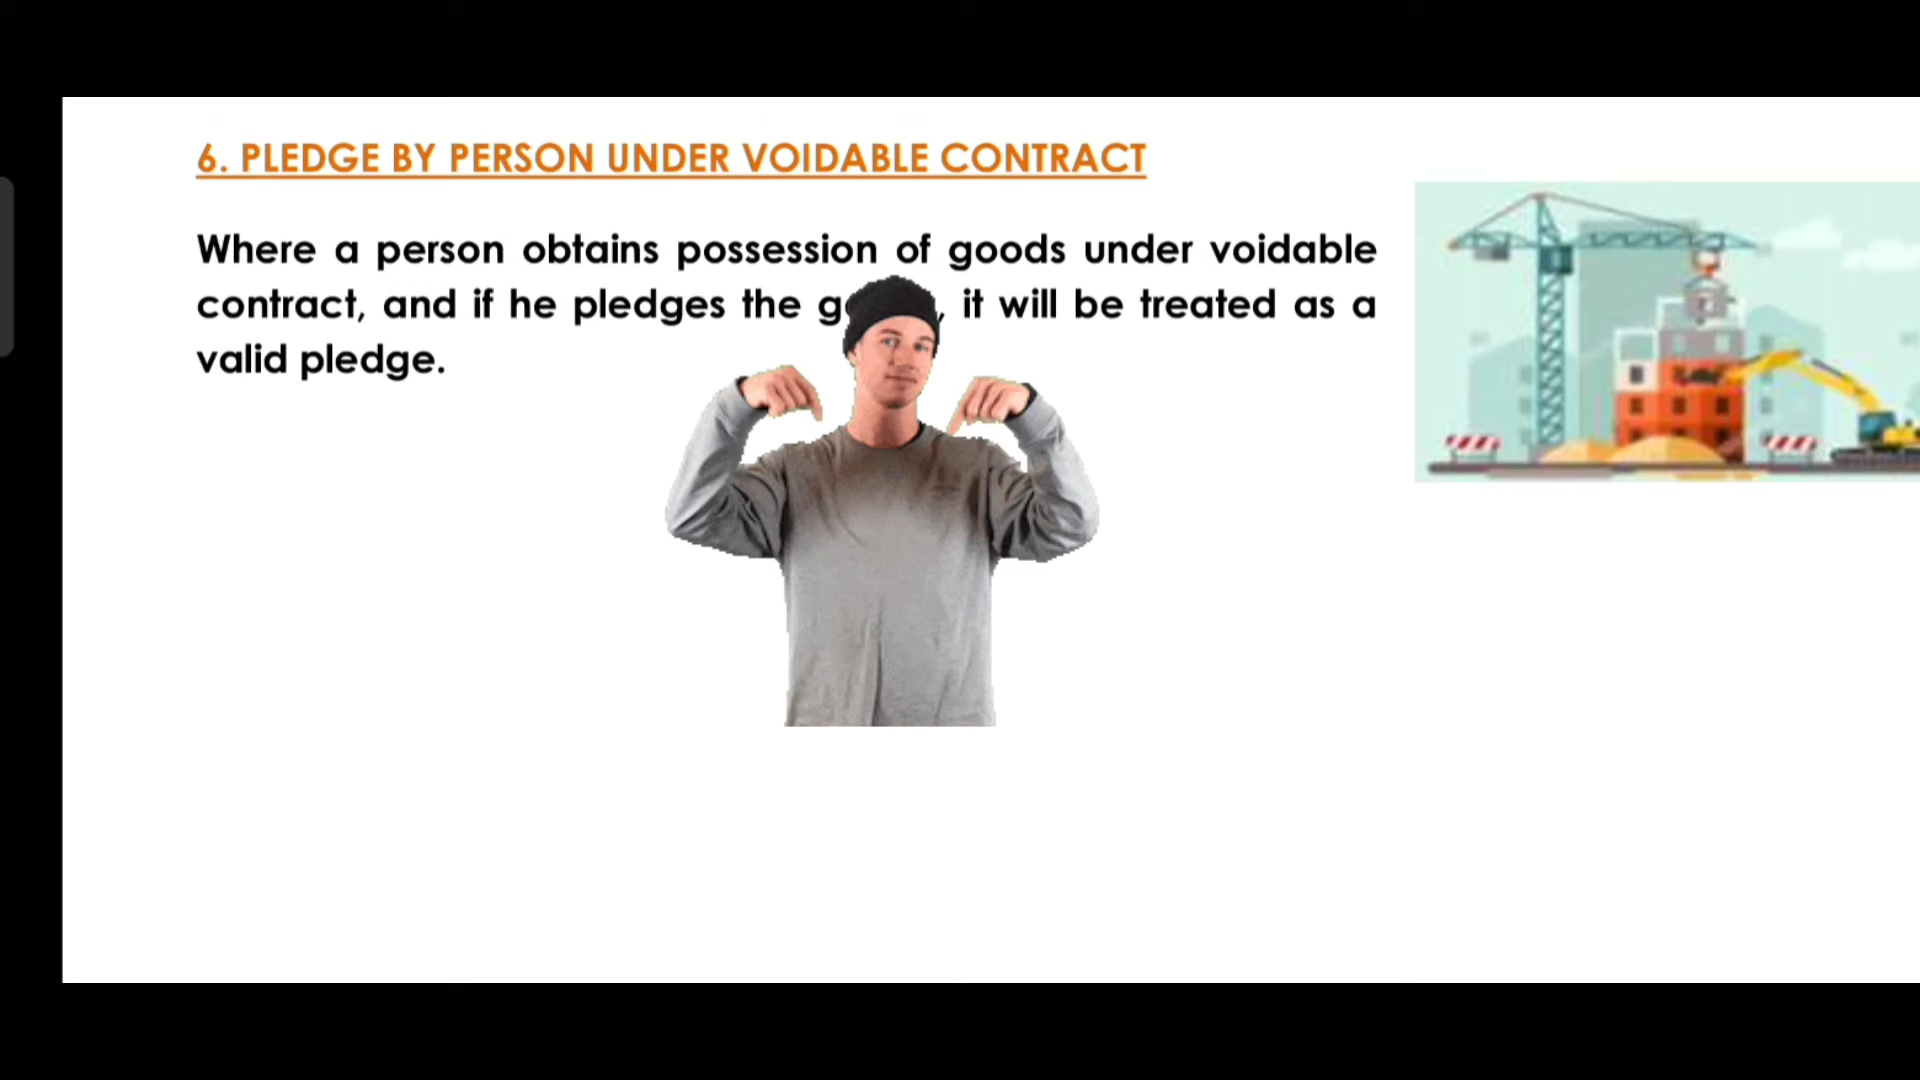 6. PLEDGE BY PERSON UNDER VOIDABLE CONTRACT
Where a person obtains possession of goods under voidable
contract, and if he pledges the , it will be treated as a
valid pledge.